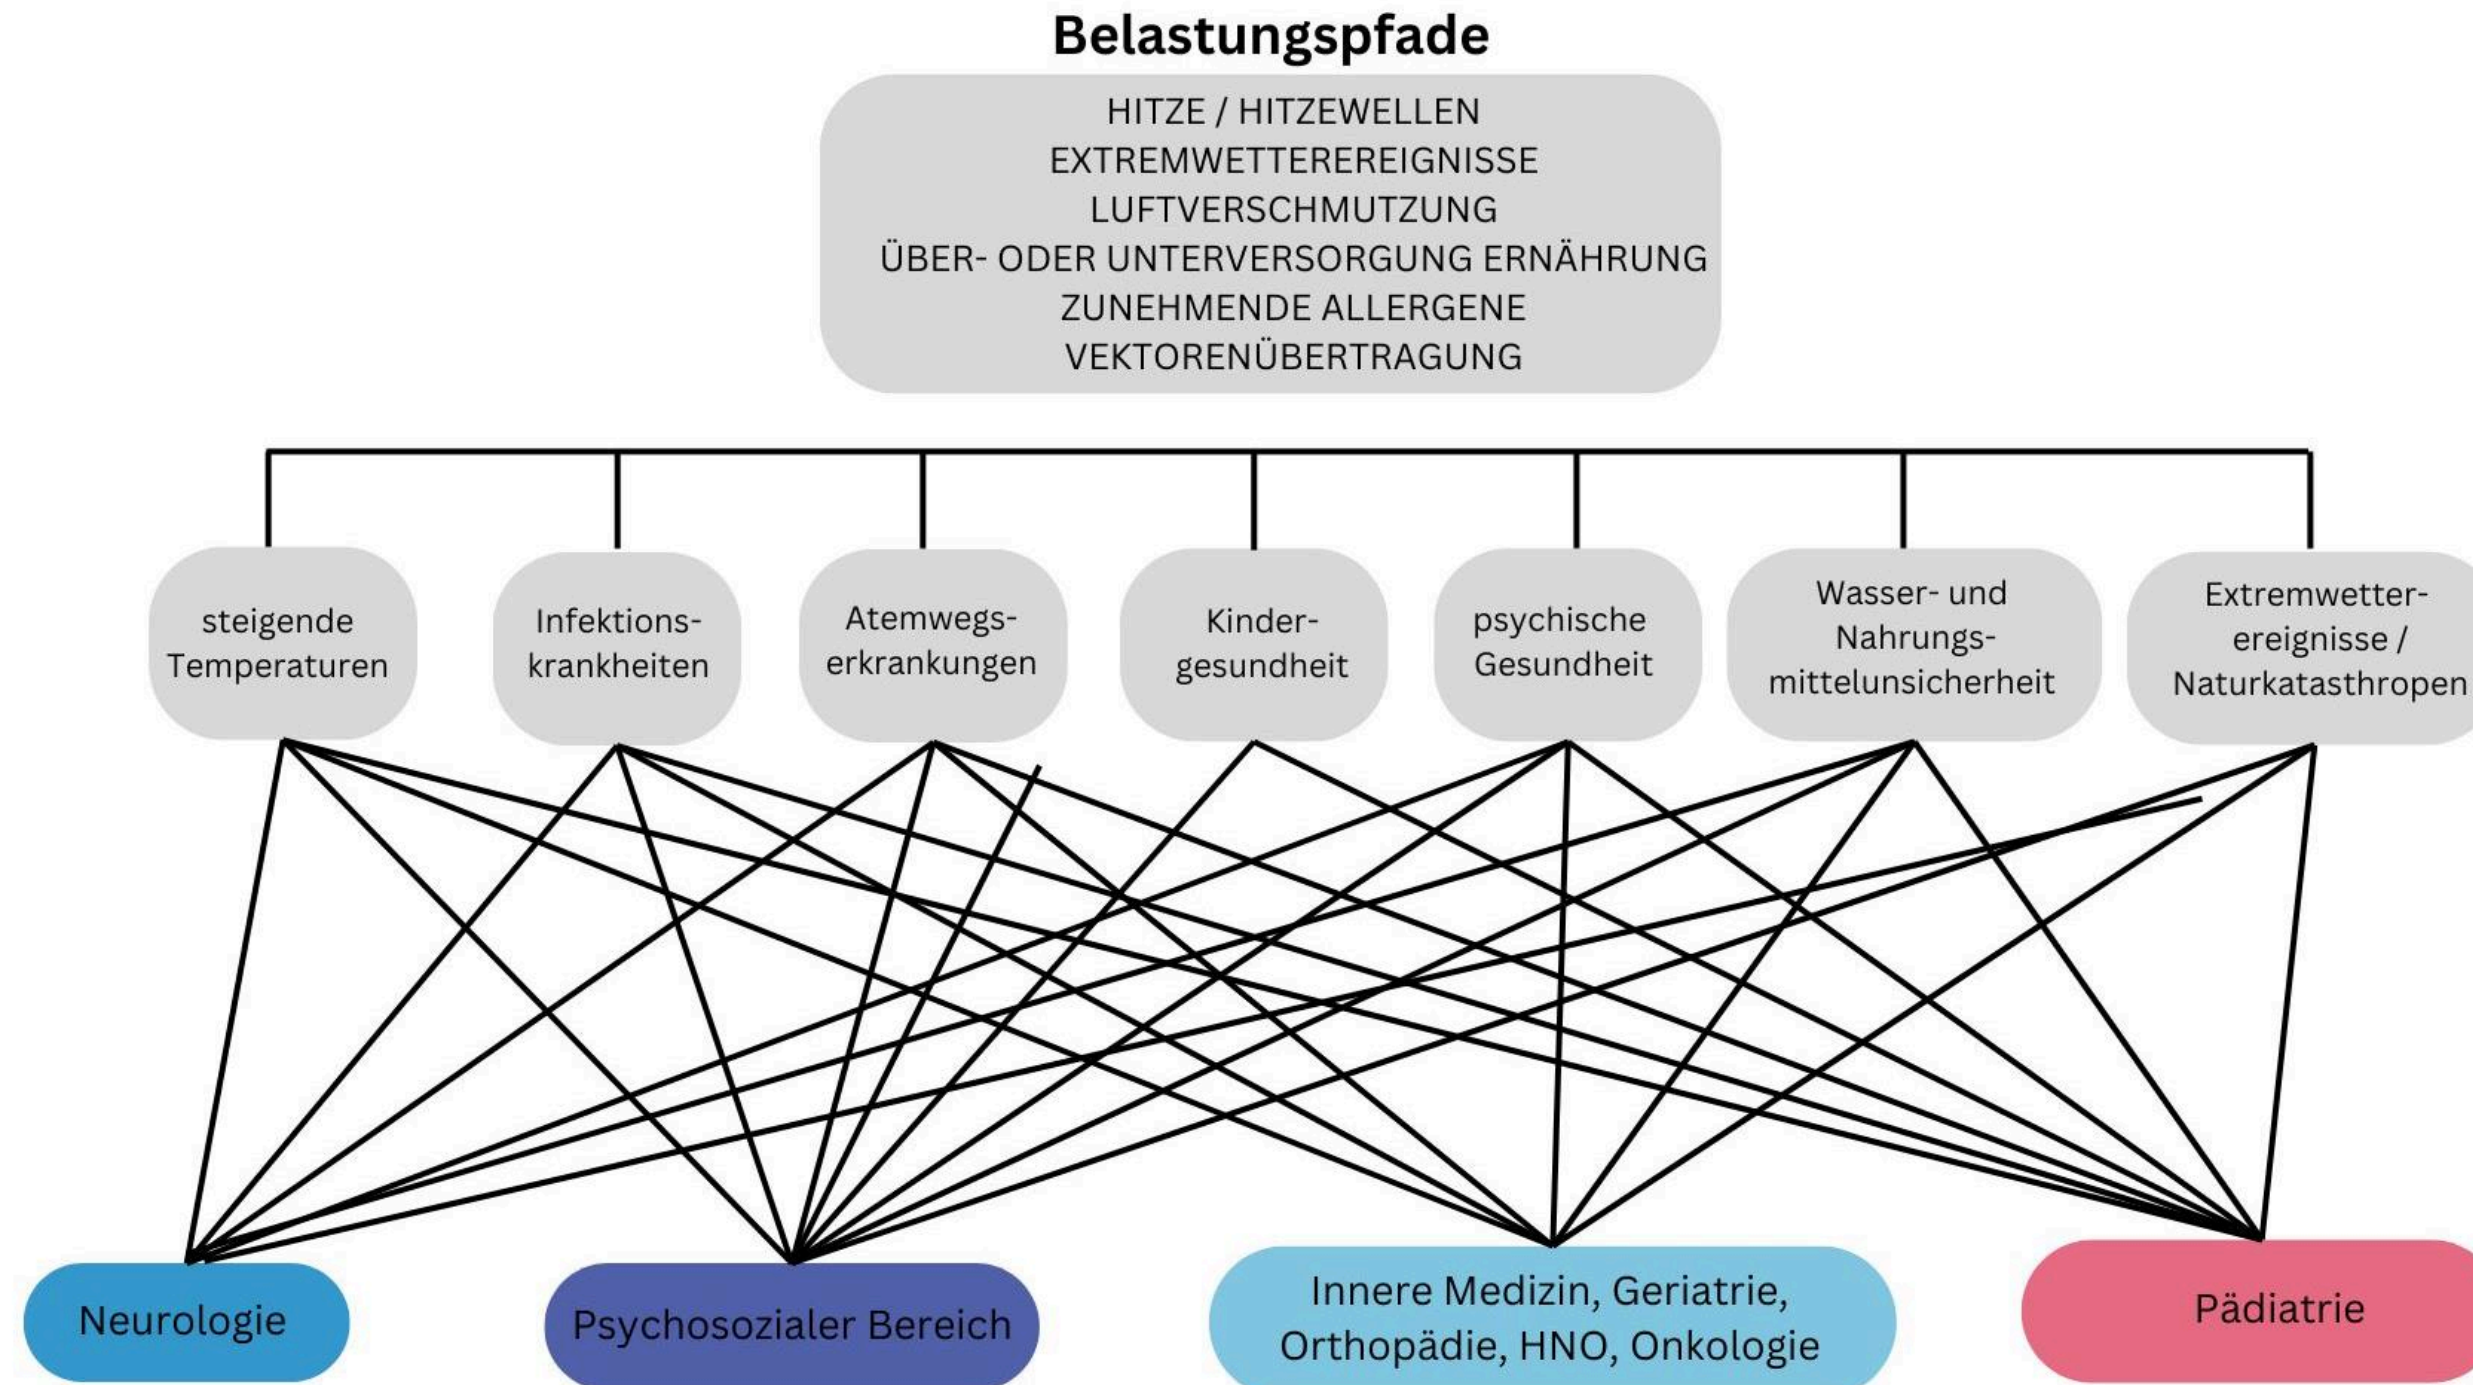 Belastungspfade
HITZE / HITZEWELLEN
EXTREMWETTEREREIGNISSE
LUFTVERSCHMUTZUNG
ÜBER- ODER UNTERVERSORGUNG ERNÄHRUNG
ZUNEHMENDE ALLERGENE
VEKTORENÜBERTRAGUNG
steigende
Temperaturen
Infektions-
krankheiten
Atemwegs-
erkrankungen
Kinder-
gesundheit
psychische
Gesundheit
Wasser- und
Nahrungs-
mittelunsicherheit
Extremwetter-
ereignisse /
Naturkatasthropen
Neurologie
Psychosozialer Bereich
Innere Medizin, Geriatrie,
Orthopädie, HNO, Onkologie
Pädiatrie